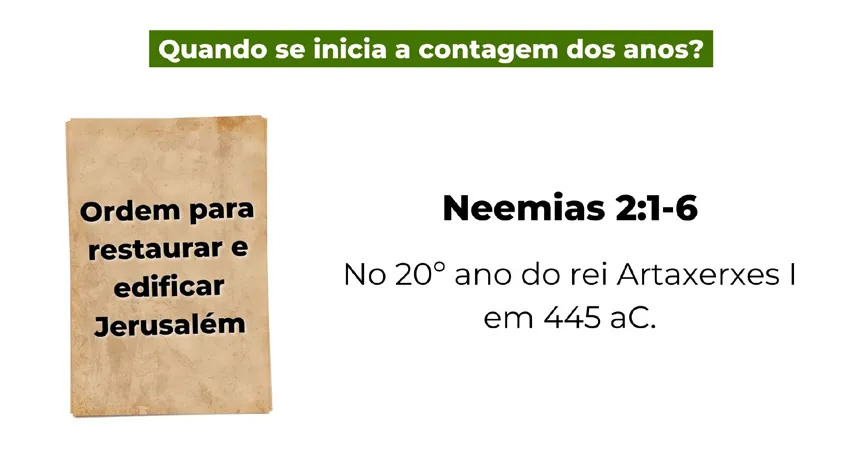 Quando se inicia a contagem dos anos?
Ordem para
restaurar e
edificar
Jerusalém
Neemias 2:1-6
No 20º ano do rei Artaxerxes I
em 445 aC.